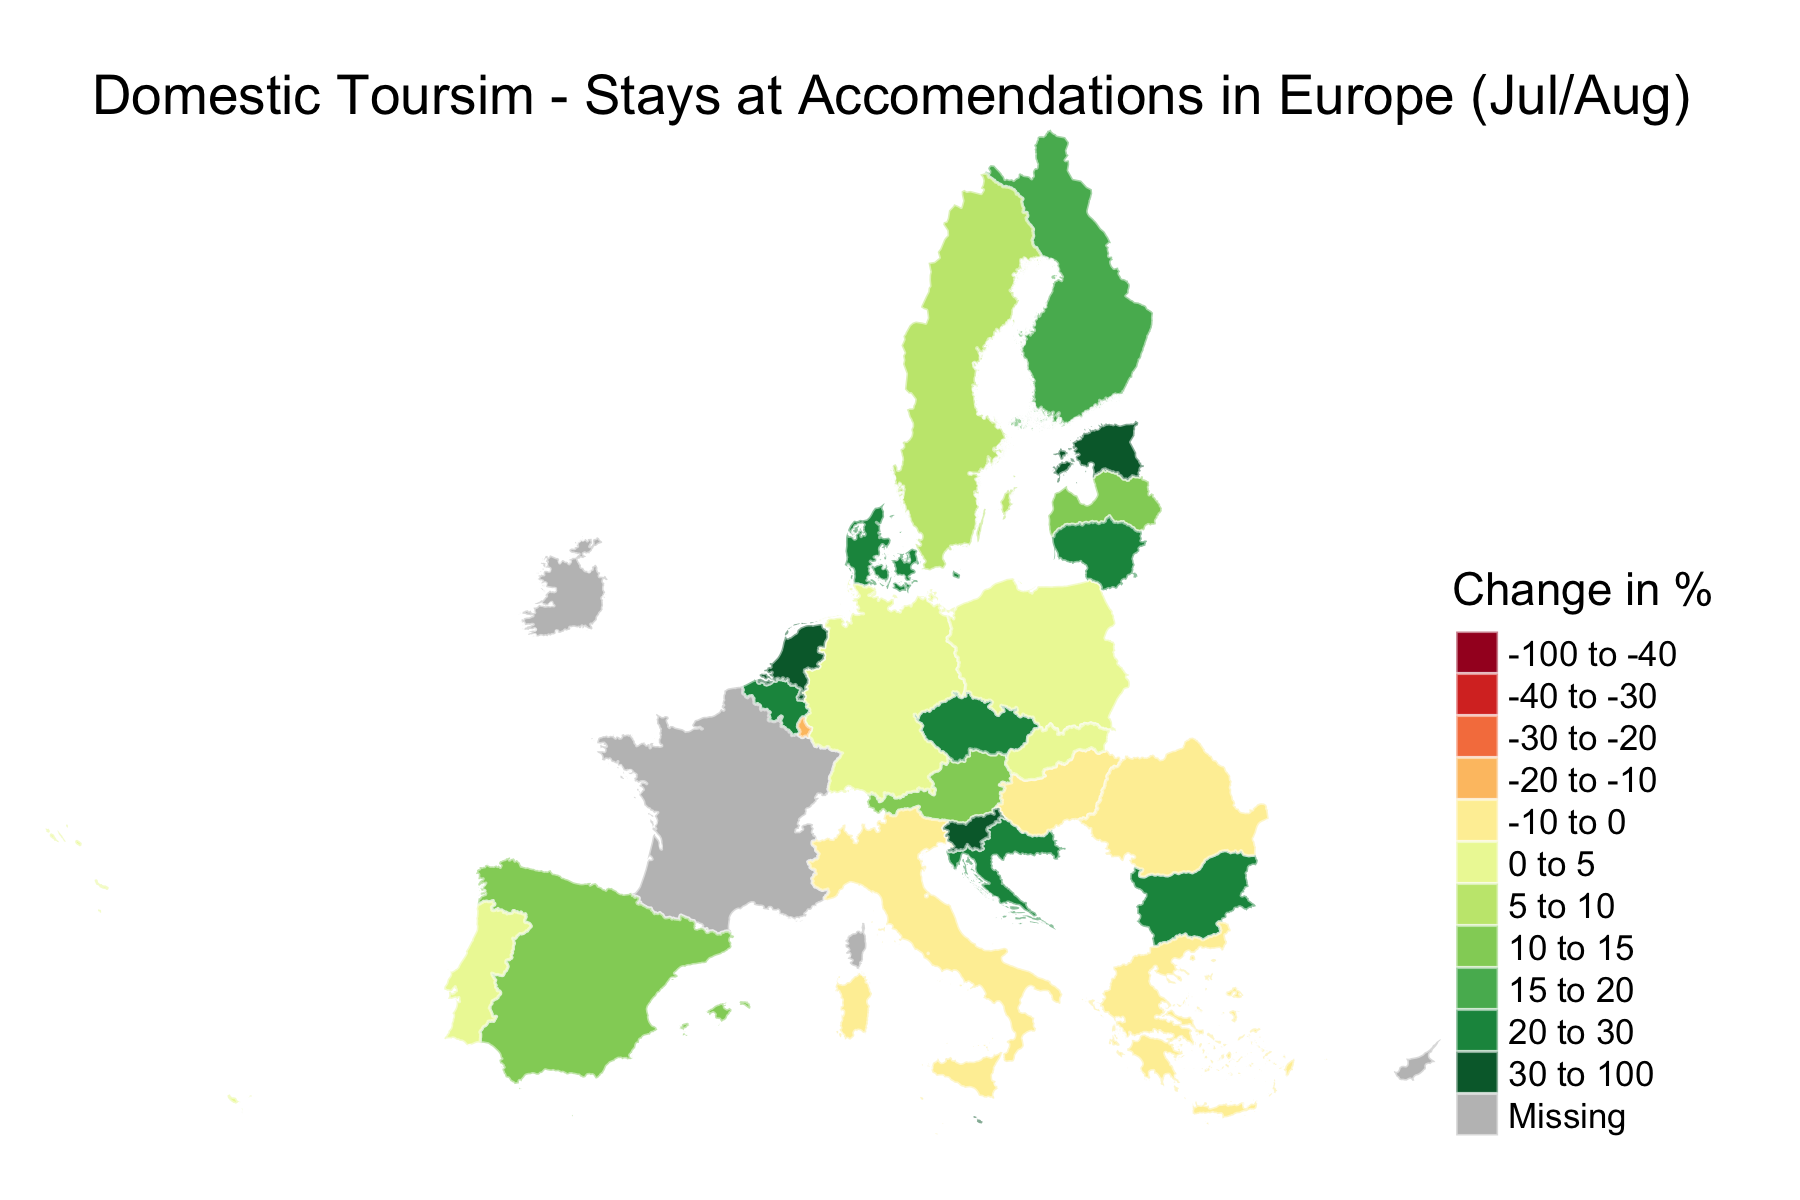 Domestic Toursim - Stays at Accomendations in Europe (Jul/Aug)
Change in %
-100 to -40
-40 to -30
-30 to -20
-20 to -10
-10 to 0
0 to 5
5 to 10
10 to 15
15 to 20
20 to 30
30 to 100
Missing